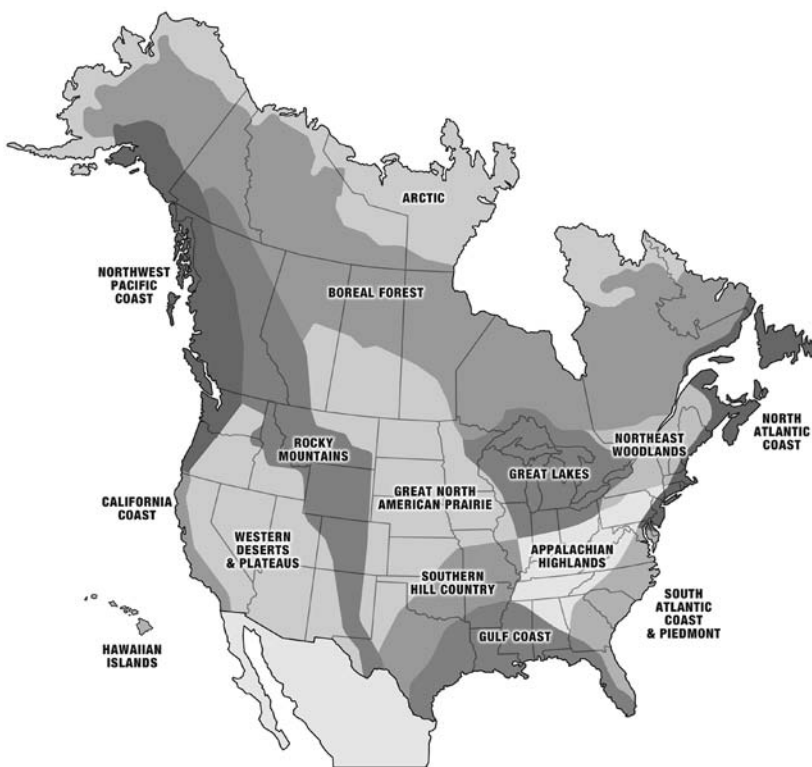 ARCTIC
NORTHWEST
PACIFIC
COAST
BOREAL FOREST
ROCKY
MOUNTAINS
NORTHEAST
WOODLANDS
NORTH
ATLANTIC
COAST
GREAT LAKES
CALIFORNIA
COAST
GREAT NORTH
AMERICAN PRAIRIE
WESTERN
DESERTS
& PLATEAUS
APPALACHIAN
HIGHLANDS
SOUTHERN
HILL COUNTRY
SOUTH
ATLANTIC
COAST
& PIEDMONT
GULF COAST
HAWAIIAN
ISLANDS